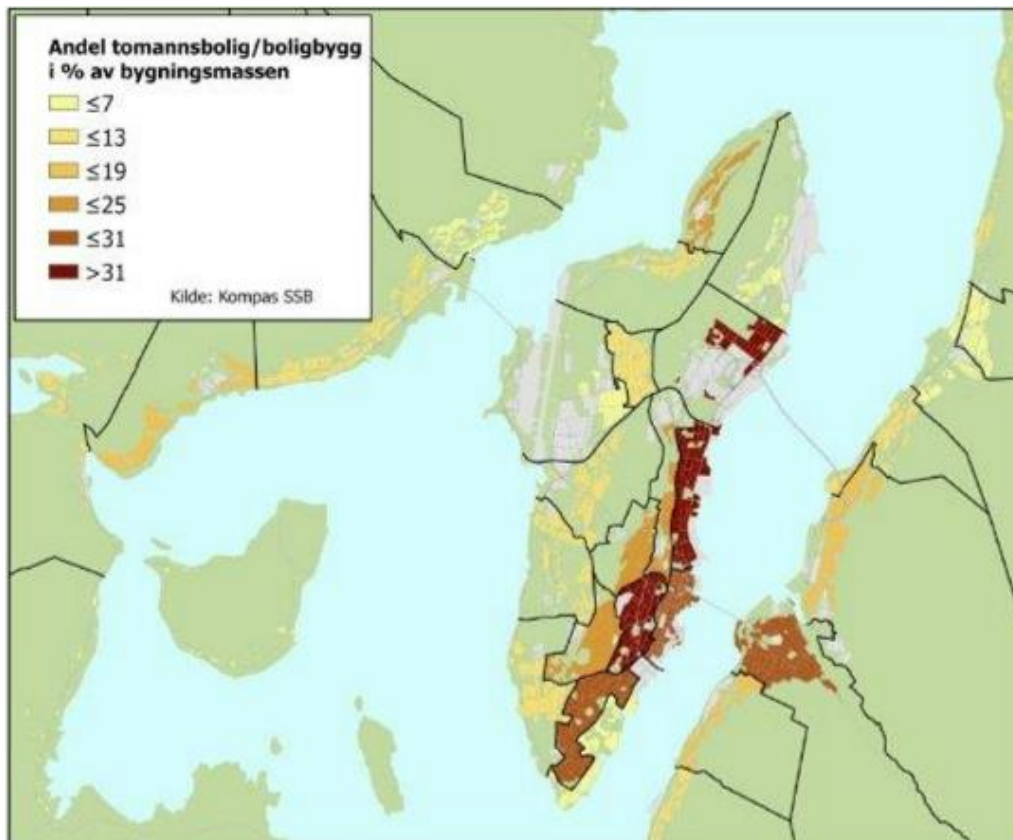 Andel tomannsbolig/boligbygg
i % av bygningsmassen
≤7
≤13
≤19
≤25
≤31
>31
Kilde: Kompas SSB